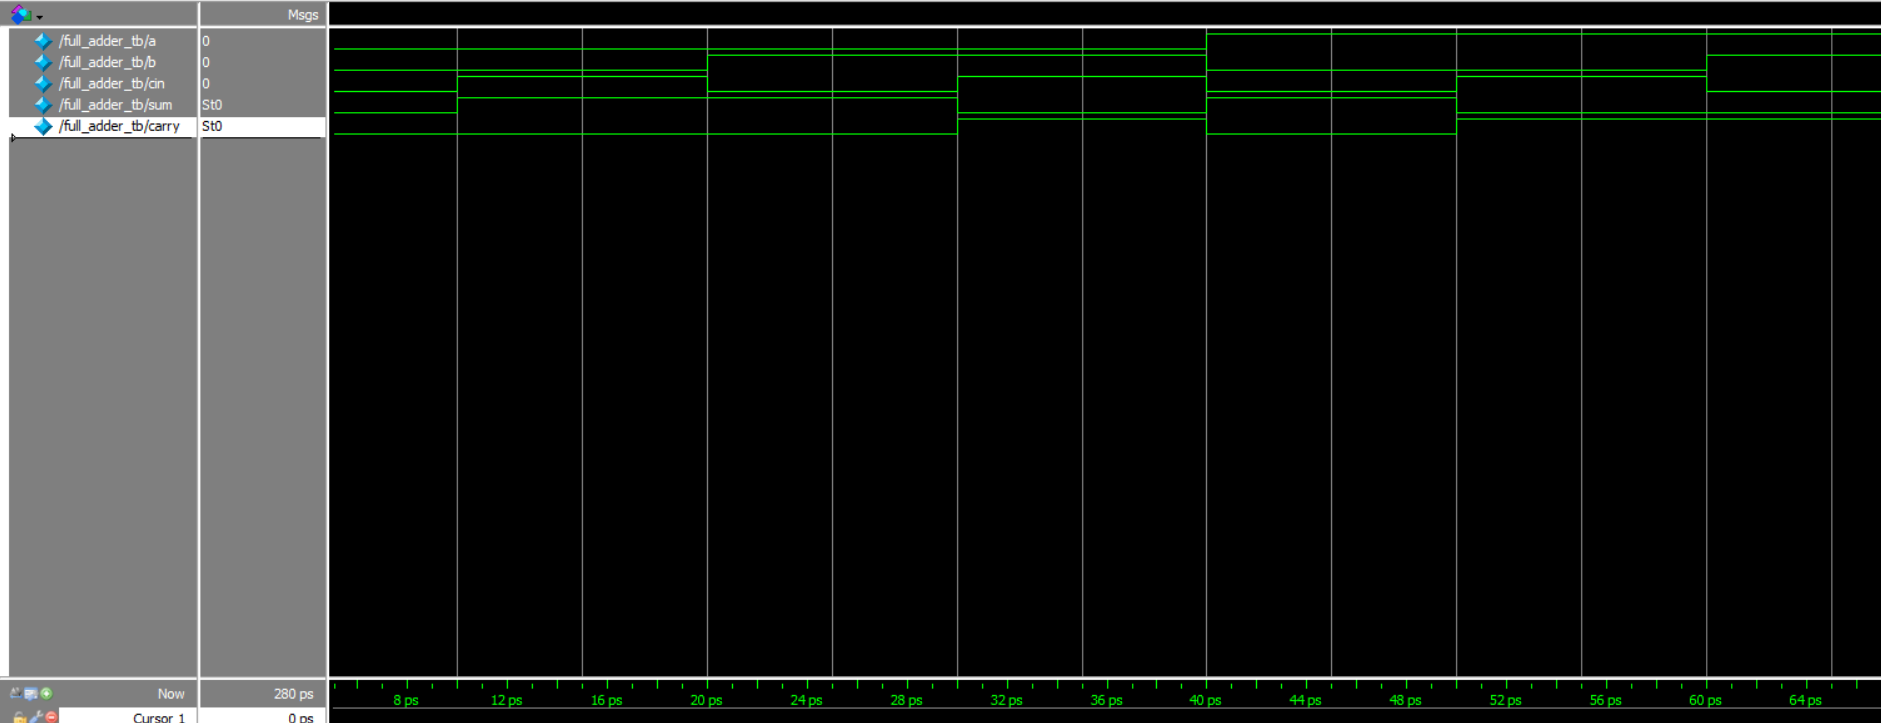 Msgs
/full_adder_tb/a 0
/full_adder_tb/b 0
/full_adder_tb/cin 0
/full_adder_tb/sum St0
/full_adder_tb/carry St0
Now 280 ps 8 ps 12 ps 16 ps 20 ps 24 ps 28 ps 32 ps 36 ps 40 ps 44 ps 48 ps 52 ps 56 ps 60 ps 64 ps
Cursor 1 0 ps